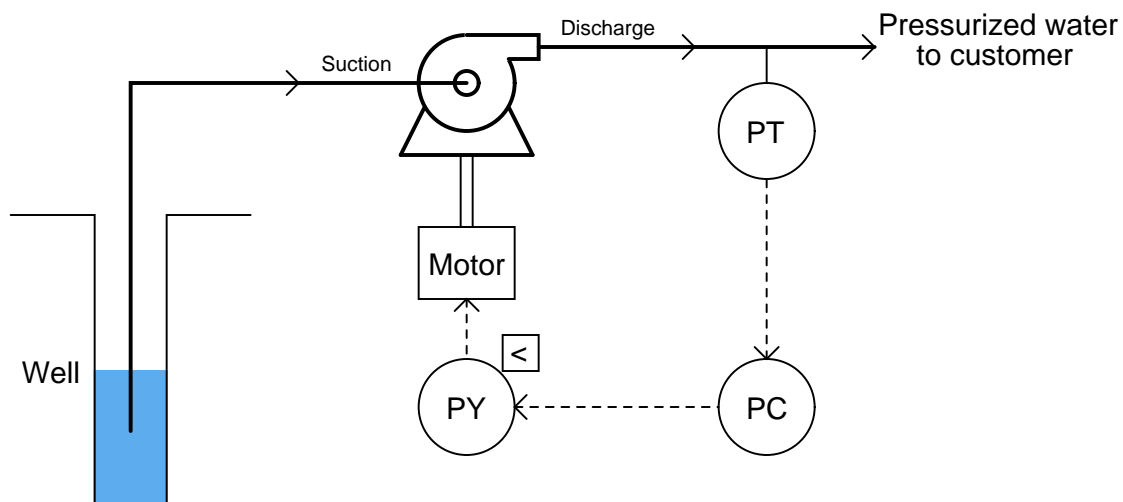 Pressurized water
to customer
Discharge
Suction
PT
Motor
<
Well
PY
PC